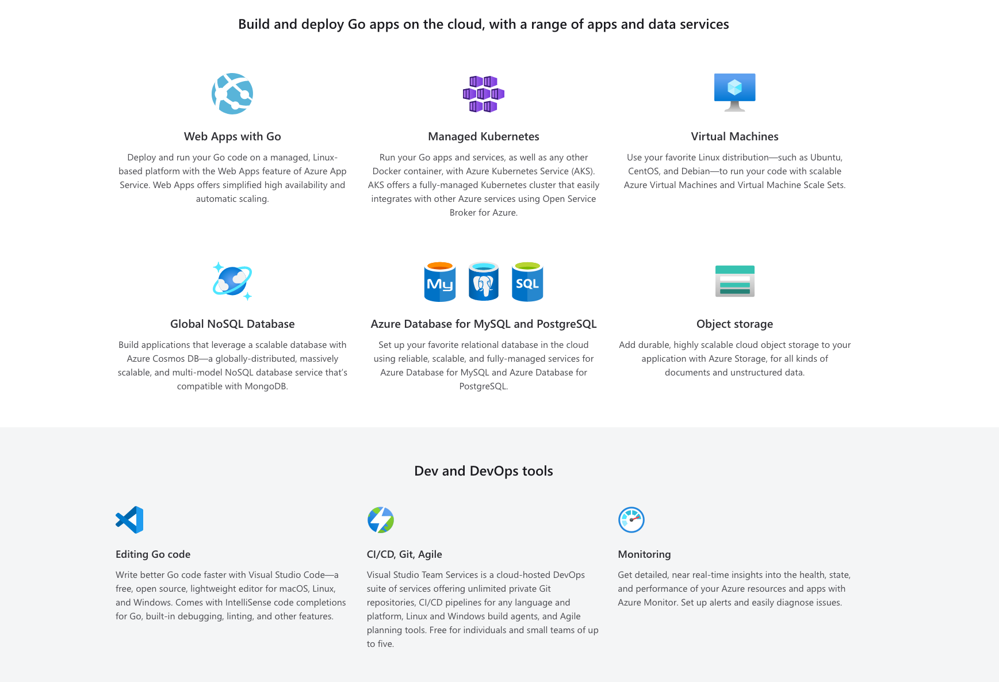 Build and deploy Go apps on the cloud, with a range of apps and data services
Web Apps with Go
Deploy and run your Go code on a managed, Linux-
based platform with the Web Apps feature of Azure App
Service. Web Apps offers simplified high availability and
automatic scaling.
Managed Kubernetes
Run your Go apps and services, as well as any other
Docker container, with Azure Kubernetes Service (AKS).
AKS offers a fully-managed Kubernetes cluster that easily
integrates with other Azure services using Open Service
Broker for Azure.
Virtual Machines
Use your favorite Linux distribution—such as Ubuntu,
CentOS, and Debian—to run your code with scalable
Azure Virtual Machines and Virtual Machine Scale Sets.
Global NoSQL Database
Build applications that leverage a scalable database with
Azure Cosmos DB—a globally-distributed, massively
scalable, and multi-model NoSQL database service that’s
compatible with MongoDB.
My
SQL
Azure Database for MySQL and PostgreSQL
Set up your favorite relational database in the cloud
using reliable, scalable, and fully-managed services for
Azure Database for MySQL and Azure Database for
PostgreSQL.
Object storage
Add durable, highly scalable cloud object storage to your
application with Azure Storage, for all kinds of
documents and unstructured data.
Dev and DevOps tools
Editing Go code
Write better Go code faster with Visual Studio Code—a
free, open source, lightweight editor for macOS, Linux,
and Windows. Comes with IntelliSense code completions
for Go, built-in debugging, linting, and other features.
CI/CD, Git, Agile
Visual Studio Team Services is a cloud-hosted DevOps
suite of services offering unlimited private Git
repositories, CI/CD pipelines for any language and
platform, Linux and Windows build agents, and Agile
planning tools. Free for individuals and small teams of up
to five.
Monitoring
Get detailed, near real-time insights into the health, state,
and performance of your Azure resources and apps with
Azure Monitor. Set up alerts and easily diagnose issues.